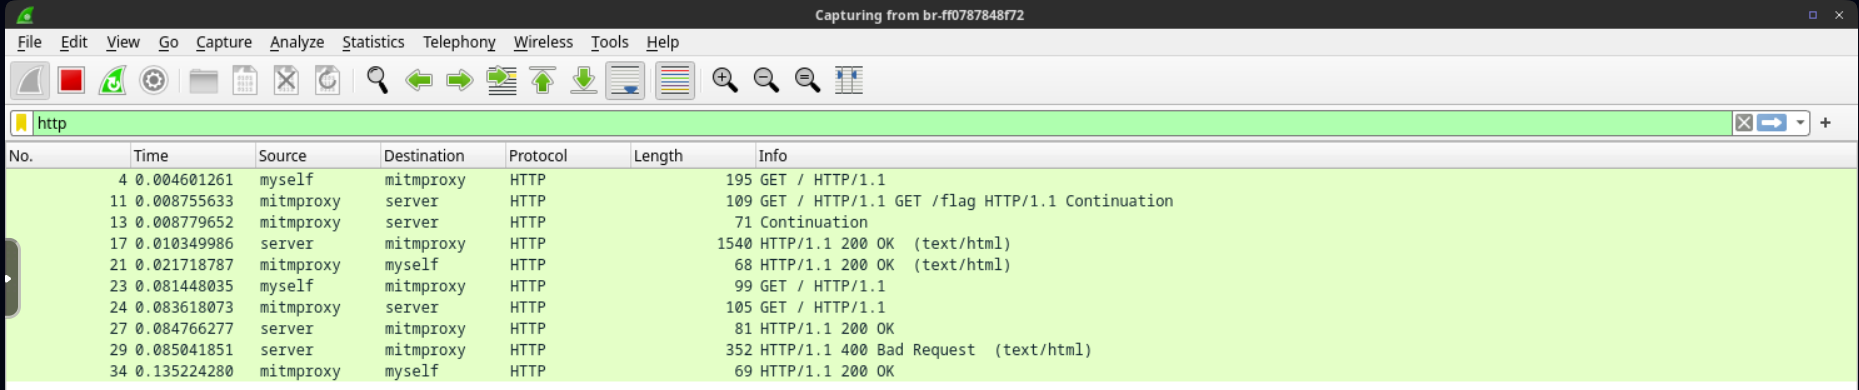 Capturing from br-ff0787848f72
File Edit View Go Capture Analyze Statistics Telephony Wireless Tools Help
http
No. Time Source Destination Protocol Length Info
4 0.004601261 myself mitmproxy HTTP 195 GET / HTTP/1.1
11 0.008755633 mitmproxy server HTTP 109 GET / HTTP/1.1 GET /flag HTTP/1.1 Continuation
13 0.008779652 mitmproxy server HTTP 71 Continuation
17 0.010349986 server mitmproxy HTTP 1540 HTTP/1.1 200 OK (text/html)
21 0.021718787 mitmproxy myself HTTP 68 HTTP/1.1 200 OK (text/html)
23 0.081448035 myself mitmproxy HTTP 99 GET / HTTP/1.1
24 0.083618073 mitmproxy server HTTP 105 GET / HTTP/1.1
27 0.084766277 server mitmproxy HTTP 81 HTTP/1.1 200 OK
29 0.085041851 server mitmproxy HTTP 352 HTTP/1.1 400 Bad Request (text/html)
34 0.135224280 mitmproxy myself HTTP 69 HTTP/1.1 200 OK